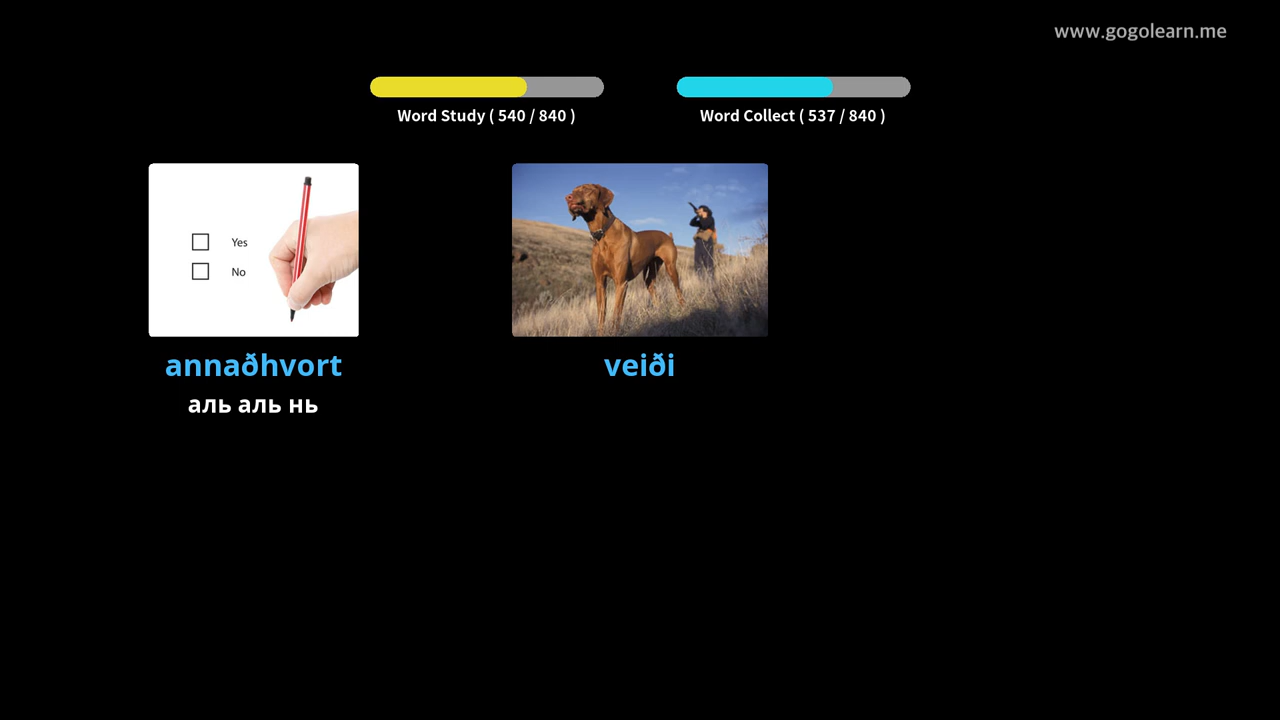 www.gogolearn.me
Word Study ( 540 / 840 )
Word Collect ( 537 / 840 )
Yes
No
annaðhvort
veiði
аль аль нь